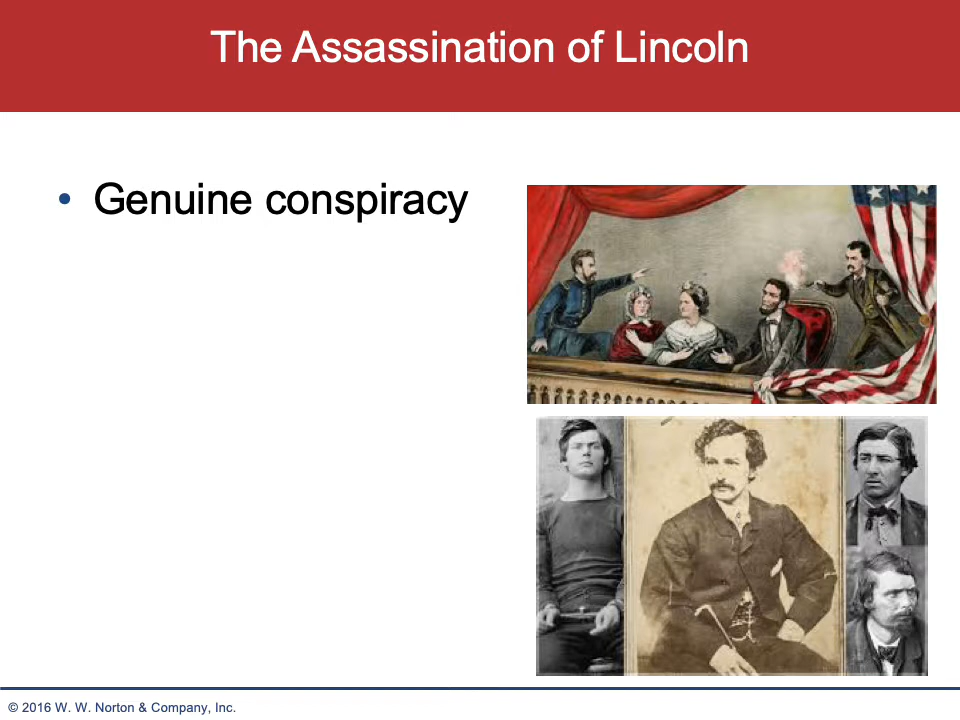 The Assassination of Lincoln
• Genuine conspiracy
© 2016 W. W. Norton & Company, Inc.